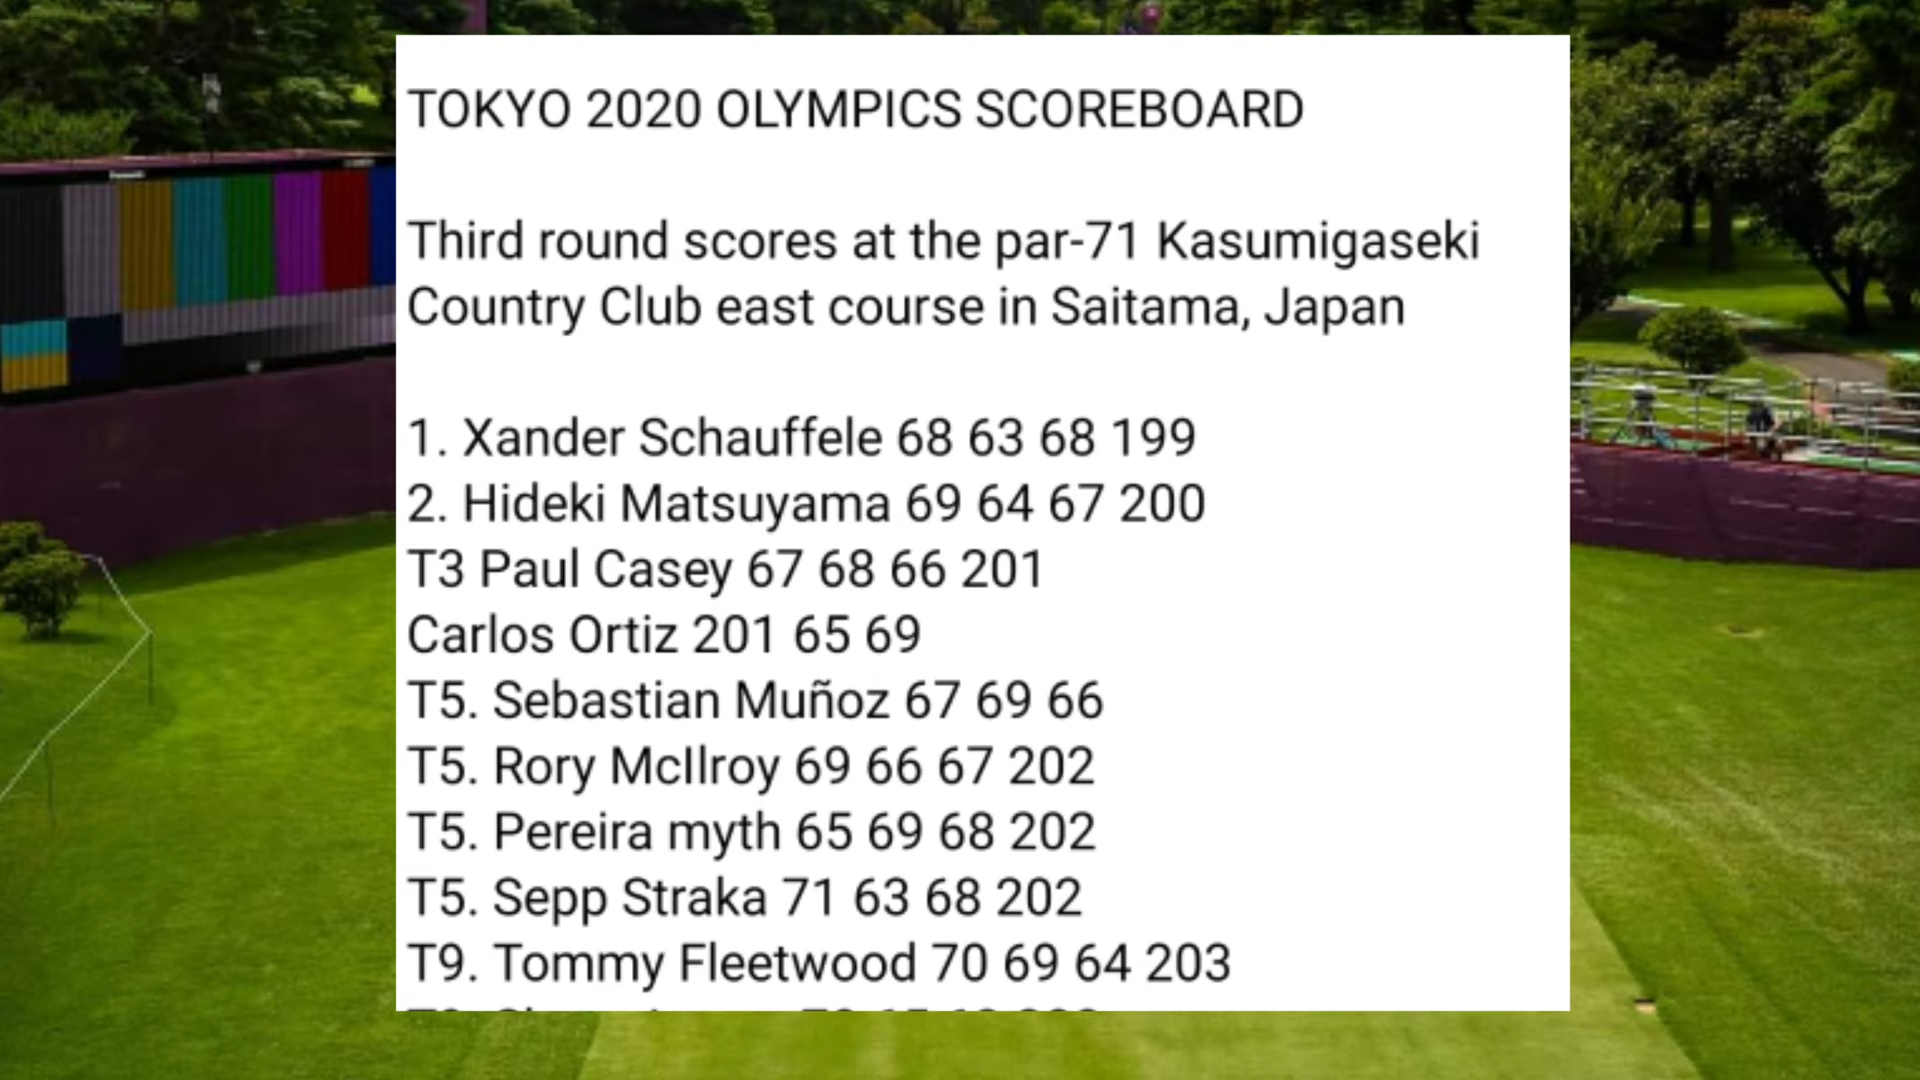 TOKYO 2020 OLYMPICS SCOREBOARD
Third round scores at the par-71 Kasumigaseki
Country Club east course in Saitama, Japan
1. Xander Schauffele 68 63 68 199
2. Hideki Matsuyama 69 64 67 200
T3 Paul Casey 67 68 66 201
Carlos Ortiz 201 65 69
T5. Sebastian Muñoz 67 69 66
T5. Rory McIlroy 69 66 67 202
T5. Pereira myth 65 69 68 202
T5. Sepp Straka 71 63 68 202
T9. Tommy Fleetwood 70 69 64 203